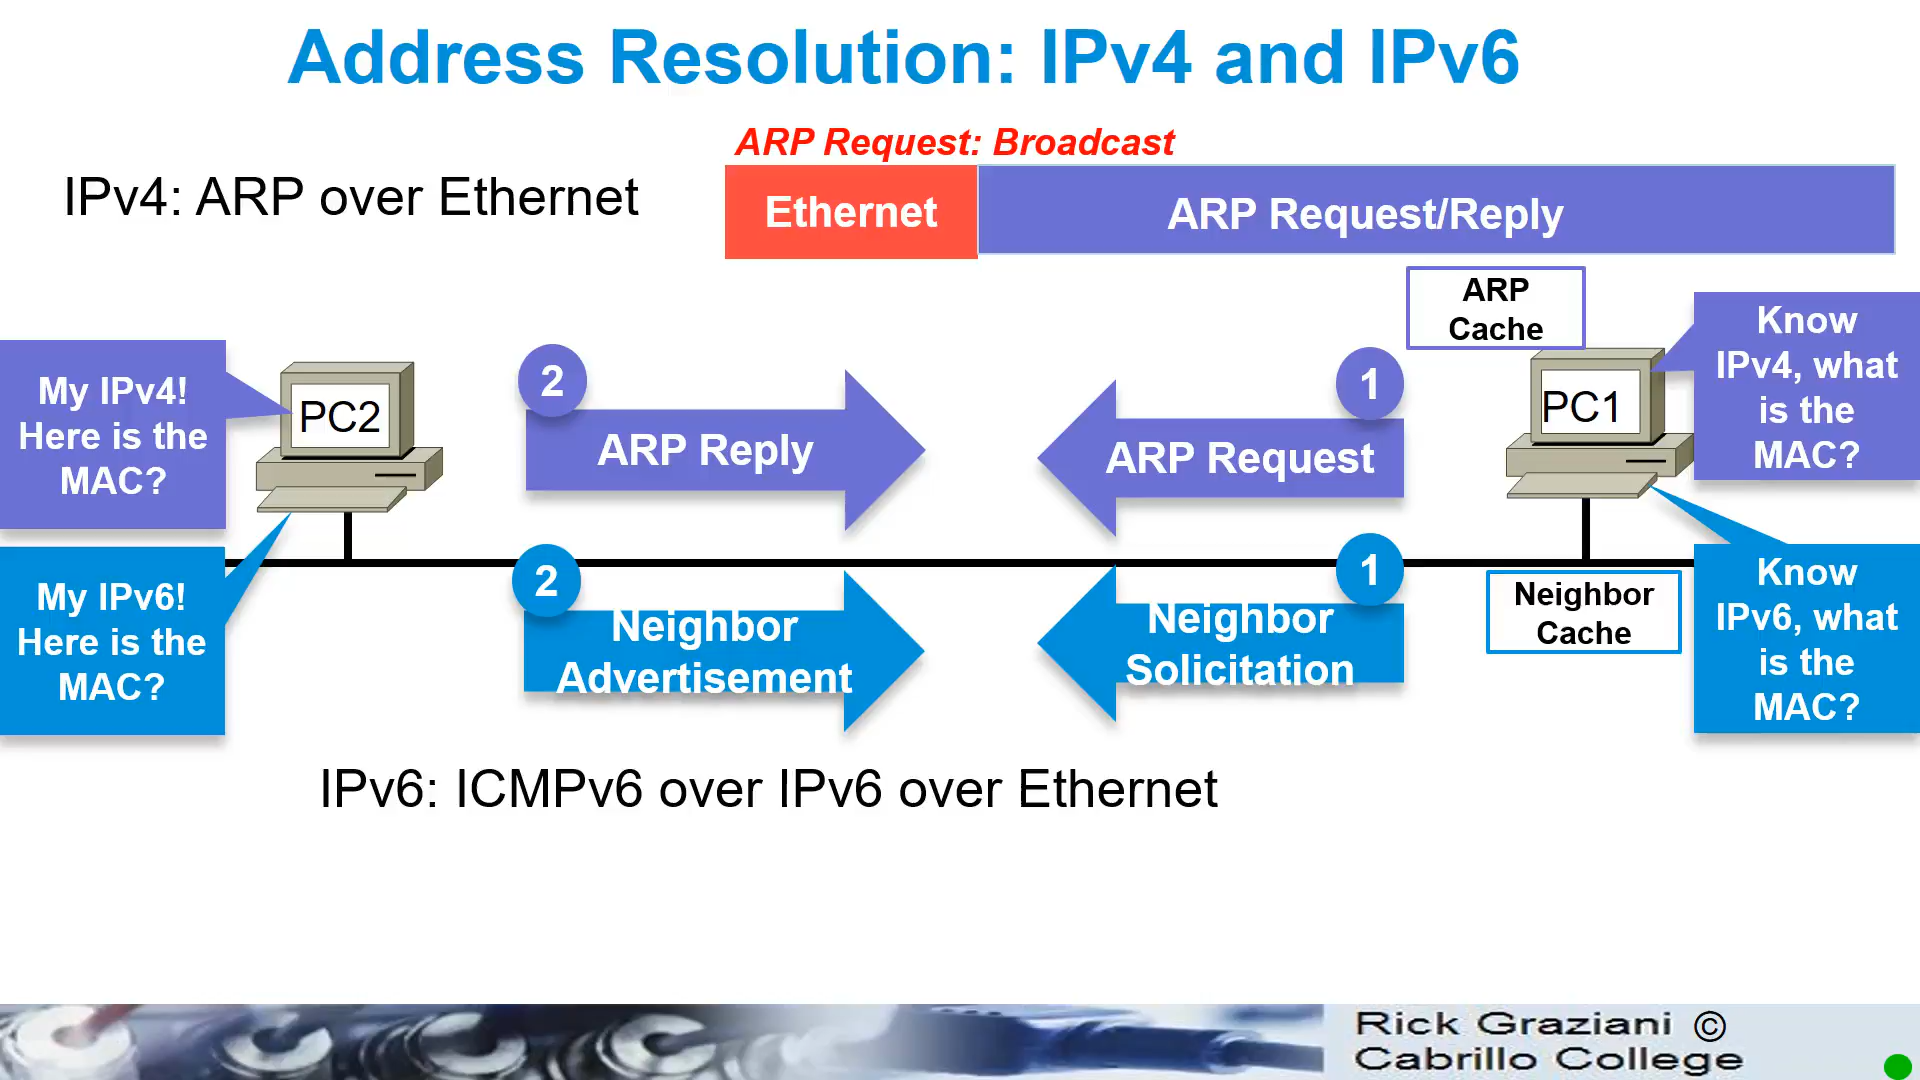 Address Resolution: IPv4 and IPv6
ARP Request: Broadcast
IPv4: ARP over Ethernet
Ethernet
ARP Request/Reply
ARP
Cache
Know
IPv4, what
is the
MAC?
My IPv4!
Here is the
MAC?
PC2
2
ARP Reply
1
ARP Request
PC1
My IPv6!
Here is the
MAC?
2
Neighbor
Advertisement
1
Neighbor
Solicitation
Neighbor
Cache
Know
IPv6, what
is the
MAC?
IPv6: ICMPv6 over IPv6 over Ethernet
Rick Graziani ©
Cabrillo College